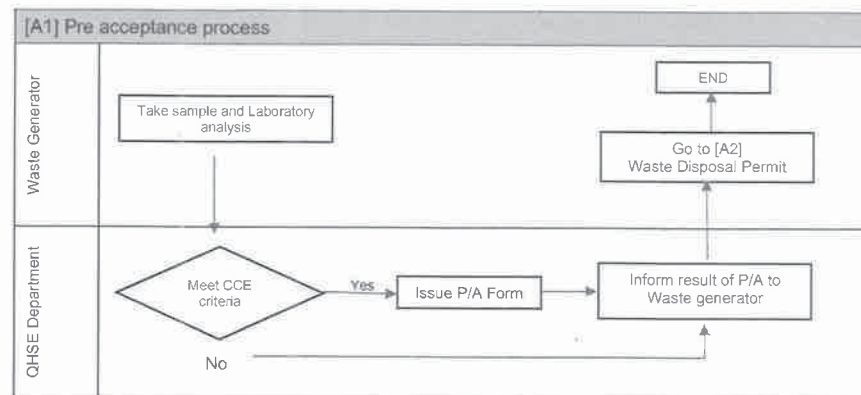 [A1] Pre acceptance process
Waste Generator
Take sample and Laboratory
analysis
END
Go to [A2]
Waste Disposal Permit
QHSE Department
Meet CCE
criteria
Yes
Issue P/A Form
Inform result of P/A to
Waste generator
No